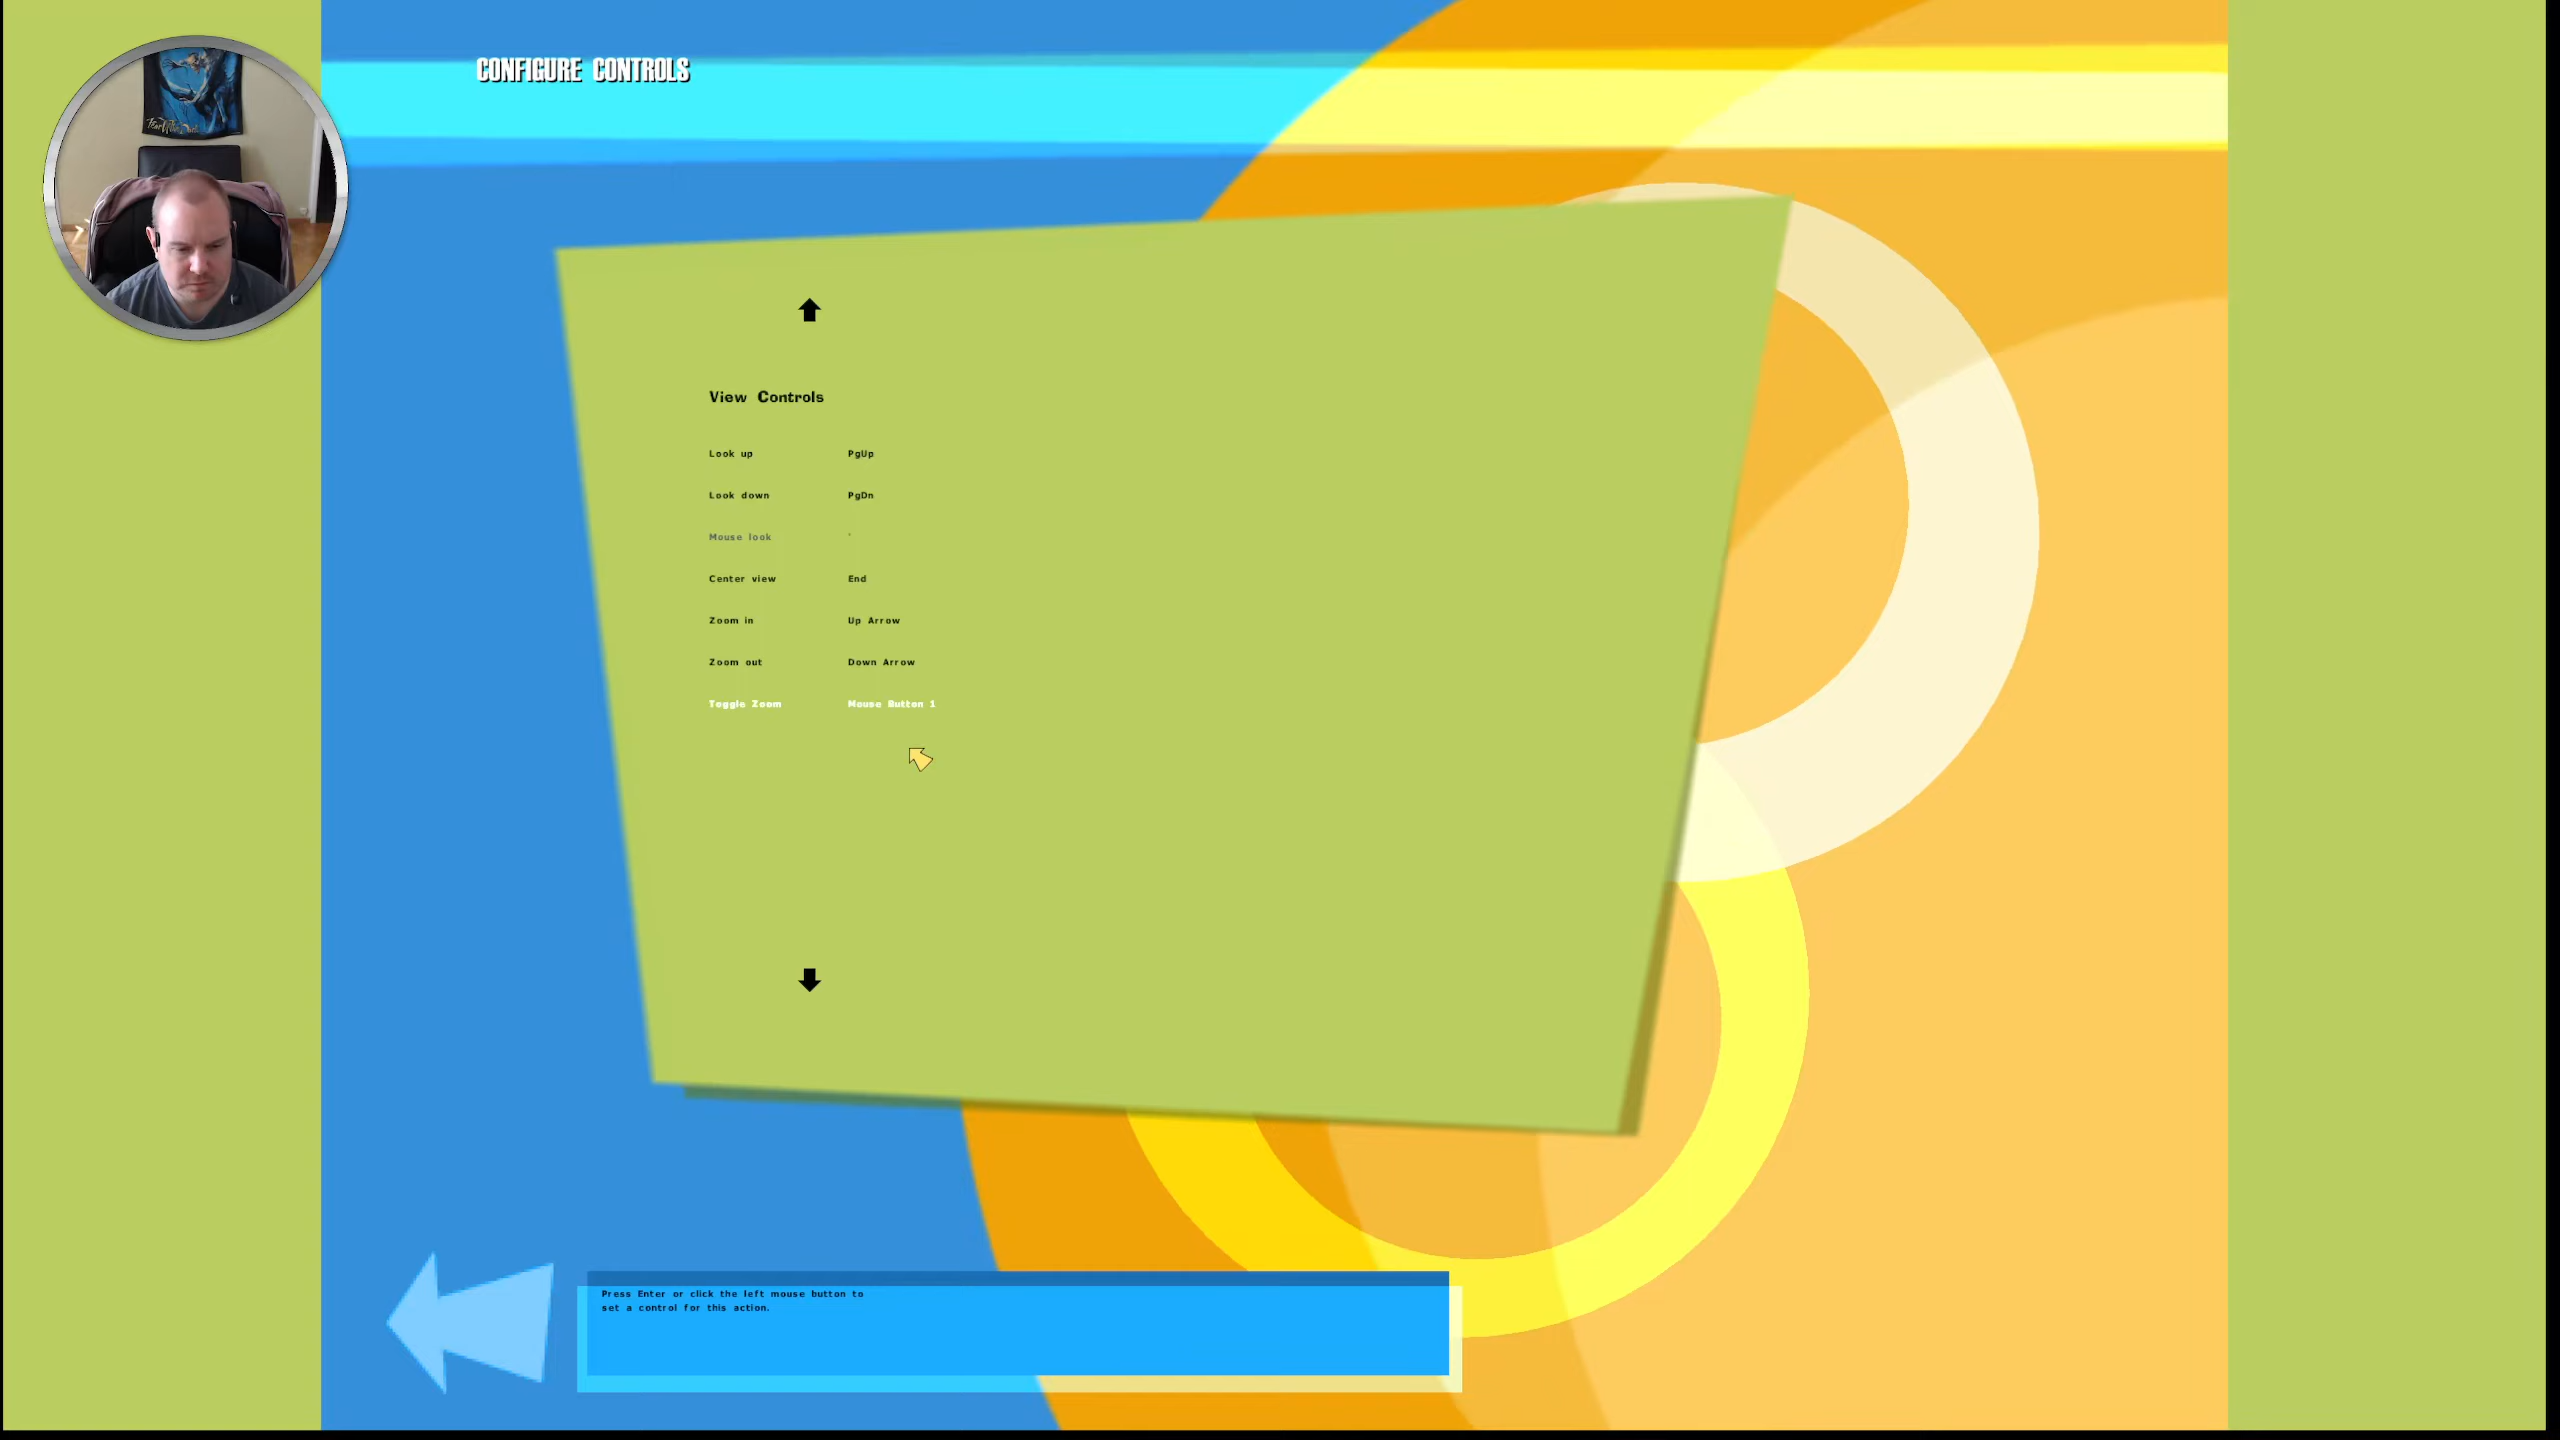 CONFIGURE CONTROLS
View Controls
Look up PgUp
Look down PgDn
Mouse look '
Center view End
Zoom in Up Arrow
Zoom out Down Arrow
Toggle Zoom Mouse Button 1
Press Enter or click the left mouse button to
set a control for this action.